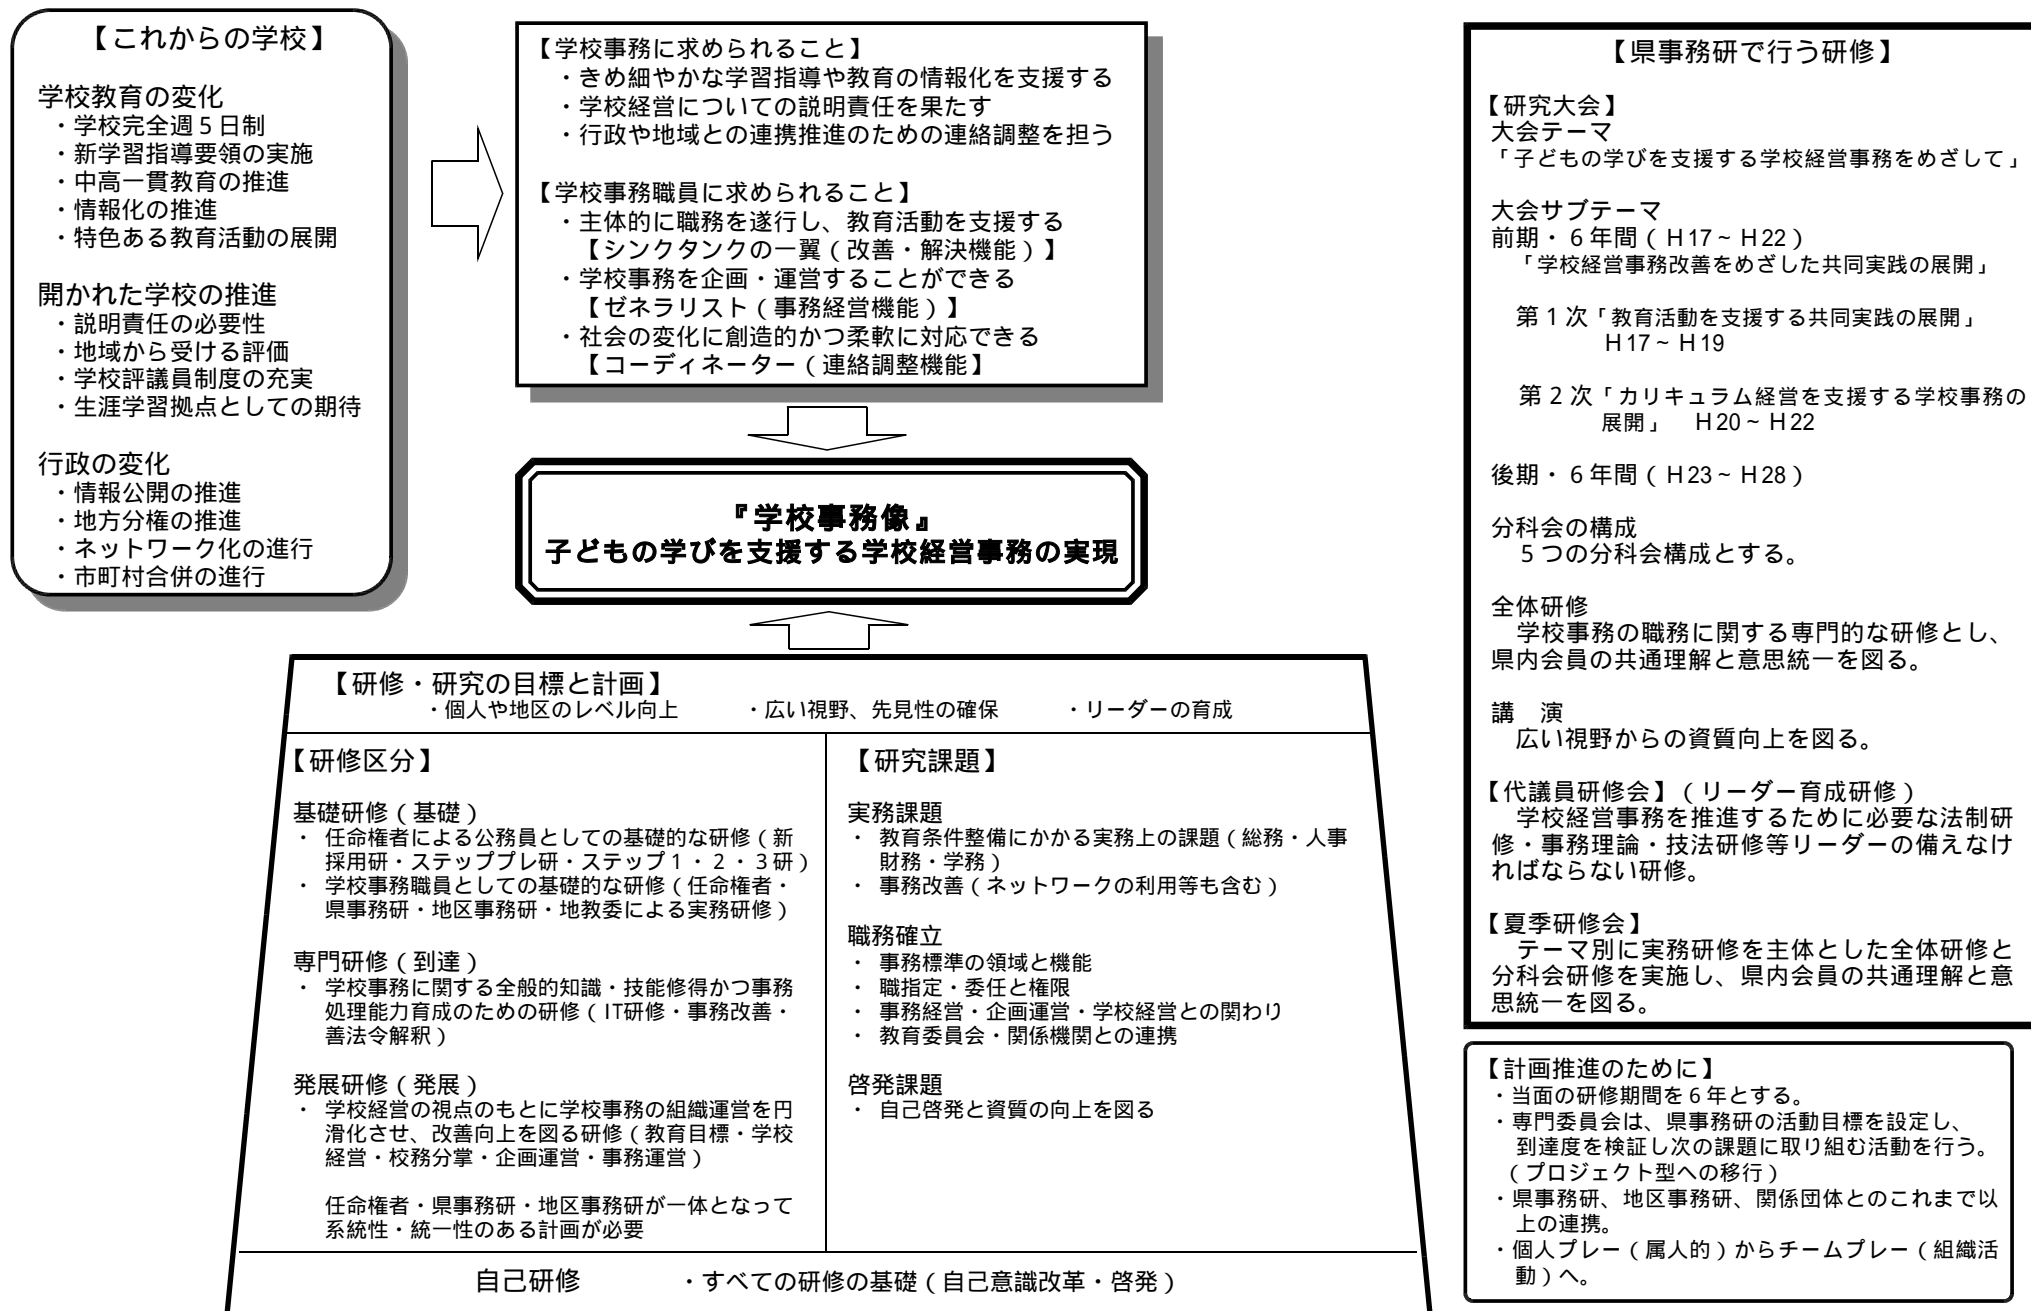 【これからの学校】
学校教育の変化
・学校完全週５日制
・新学習指導要領の実施
・中高一貫教育の推進
・情報化の推進
・特色ある教育活動の展開
開かれた学校の推進
・説明責任の必要性
・地域から受ける評価
・学校評議員制度の充実
・生涯学習拠点としての期待
行政の変化
・情報公開の推進
・地方分権の推進
・ネットワーク化の進行
・市町村合併の進行
【学校事務に求められること】
・きめ細やかな学習指導や教育の情報化を支援する
・学校経営についての説明責任を果たす
・行政や地域との連携推進のための連絡調整を担う
【学校事務職員に求められること】
・主体的に職務を遂行し、教育活動を支援する
【シンクタンクの一翼（改善・解決機能）】
・学校事務を企画・運営することができる
【ゼネラリスト（事務経営機能）】
・社会の変化に創造的かつ柔軟に対応できる
【コーディネーター（連絡調整機能】
『学校事務像』
子どもの学びを支援する学校経営事務の実現
【研修・研究の目標と計画】
・個人や地区のレベル向上　・広い視野、先見性の確保　・リーダーの育成
【研修区分】
基礎研修（基礎）
・ 任命権者による公務員としての基礎的な研修（新
採用研・ステッププレ研・ステップ１・２・３研）
・ 学校事務職員としての基礎的な研修（任命権者・
県事務研・地区事務研・地教委による実務研修）
専門研修（到達）
・ 学校事務に関する全般的知識・技能修得かつ事務
処理能力育成のための研修（IT研修・事務改善・
善法令解釈）
発展研修（発展）
・ 学校経営の視点のもとに学校事務の組織運営を円
滑化させ、改善向上を図る研修（教育目標・学校
経営・校務分掌・企画運営・事務運営）
任命権者・県事務研・地区事務研が一体となって
系統性・統一性のある計画が必要
【研究課題】
実務課題
・ 教育条件整備にかかる実務上の課題（総務・人事
財務・学務）
・ 事務改善（ネットワークの利用等も含む）
職務確立
・ 事務標準の領域と機能
・ 職指定・委任と権限
・ 事務経営・企画運営・学校経営との関わり
・ 教育委員会・関係機関との連携
啓発課題
・ 自己啓発と資質の向上を図る
自己研修　・すべての研修の基礎（自己意識改革・啓発）
【県事務研で行う研修】
【研究大会】
大会テーマ
「子どもの学びを支援する学校経営事務をめざして」
大会サブテーマ
前期・６年間（H17~H22）
「学校経営事務改善をめざした共同実践の展開」
第１次「教育活動を支援する共同実践の展開」
H17~H19
第２次「カリキュラム経営を支援する学校事務の
展開」　H20~H22
後期・６年間（H23~H28）
分科会の構成
５つの分科会構成とする。
全体研修
学校事務の職務に関する専門的な研修とし、
県内会員の共通理解と意思統一を図る。
講　演
広い視野からの資質向上を図る。
【代議員研修会】（リーダー育成研修）
学校経営事務を推進するために必要な法制研
修・事務理論・技法研修等リーダーの備えなけ
ればならない研修。
【夏季研修会】
テーマ別に実務研修を主体とした全体研修と
分科会研修を実施し、県内会員の共通理解と意
思統一を図る。
【計画推進のために】
・当面の研修期間を６年とする。
・専門委員会は、県事務研の活動目標を設定し、
到達度を検証し次の課題に取り組む活動を行う。
（プロジェクト型への移行）
・県事務研、地区事務研、関係団体とのこれまで以
上の連携。
・個人プレー（属人的）からチームプレー（組織活
動）へ。